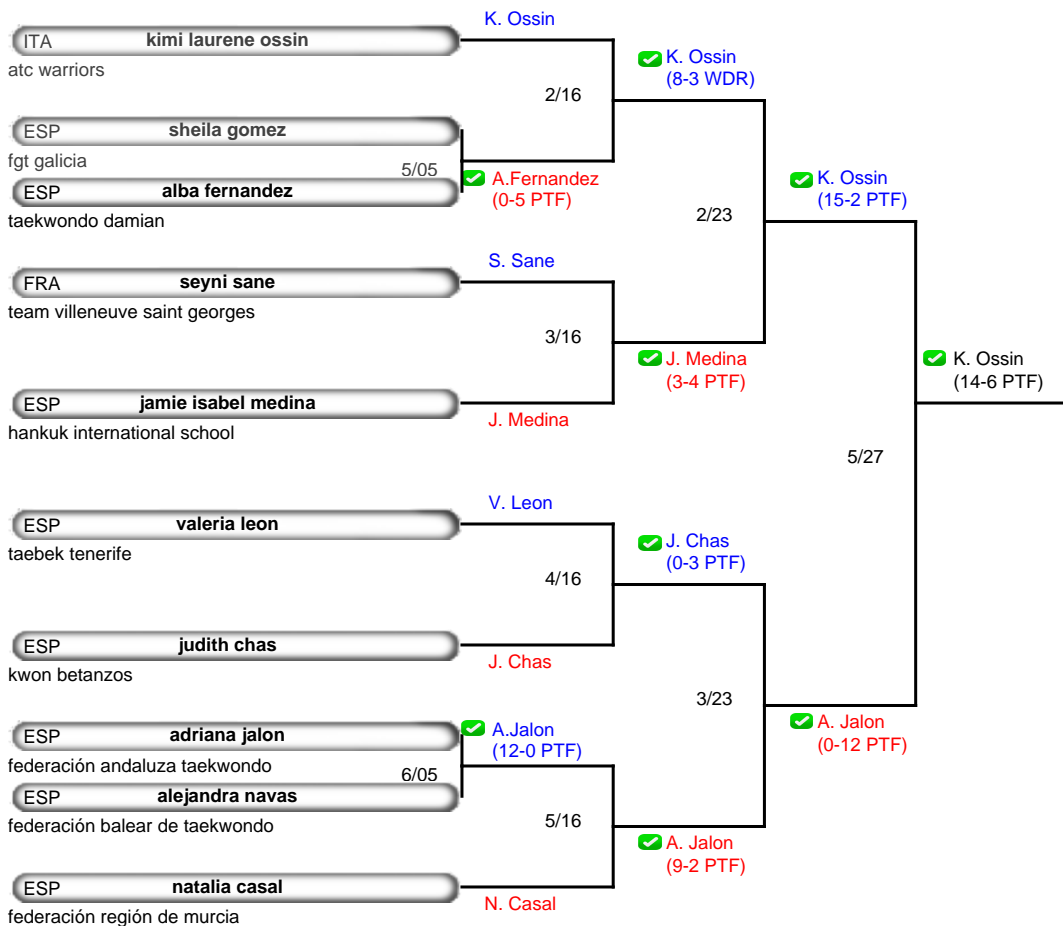 K. Ossin
ITA kimi laurene ossin
atc warriors
K. Ossin
(8-3 WDR)
2/16
ESP sheila gomez
fgt galicia
5/05
ESP alba fernandez
taekwondo damian
A.Fernandez
(0-5 PTF)
K. Ossin
(15-2 PTF)
2/23
S. Sane
FRA seyni sane
team villeneuve saint georges
3/16
J. Medina
(3-4 PTF)
K. Ossin
(14-6 PTF)
ESP jamie isabel medina
hankuk international school
J. Medina
5/27
V. Leon
ESP valeria leon
taebek tenerife
J. Chas
(0-3 PTF)
4/16
ESP judith chas
kwon betanzos
J. Chas
3/23
A. Jalon
(0-12 PTF)
ESP adriana jalon
federación andaluza taekwondo
A.Jalon
(12-0 PTF)
6/05
ESP alejandra navas
federación balear de taekwondo
5/16
A. Jalon
(9-2 PTF)
ESP natalia casal
federación región de murcia
N. Casal